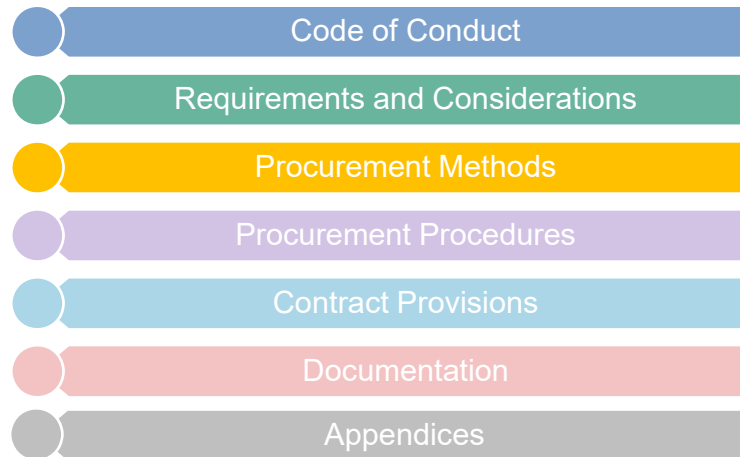 Code of Conduct
Requirements and Considerations
Procurement Methods
Procurement Procedures
Contract Provisions
Documentation
Appendices